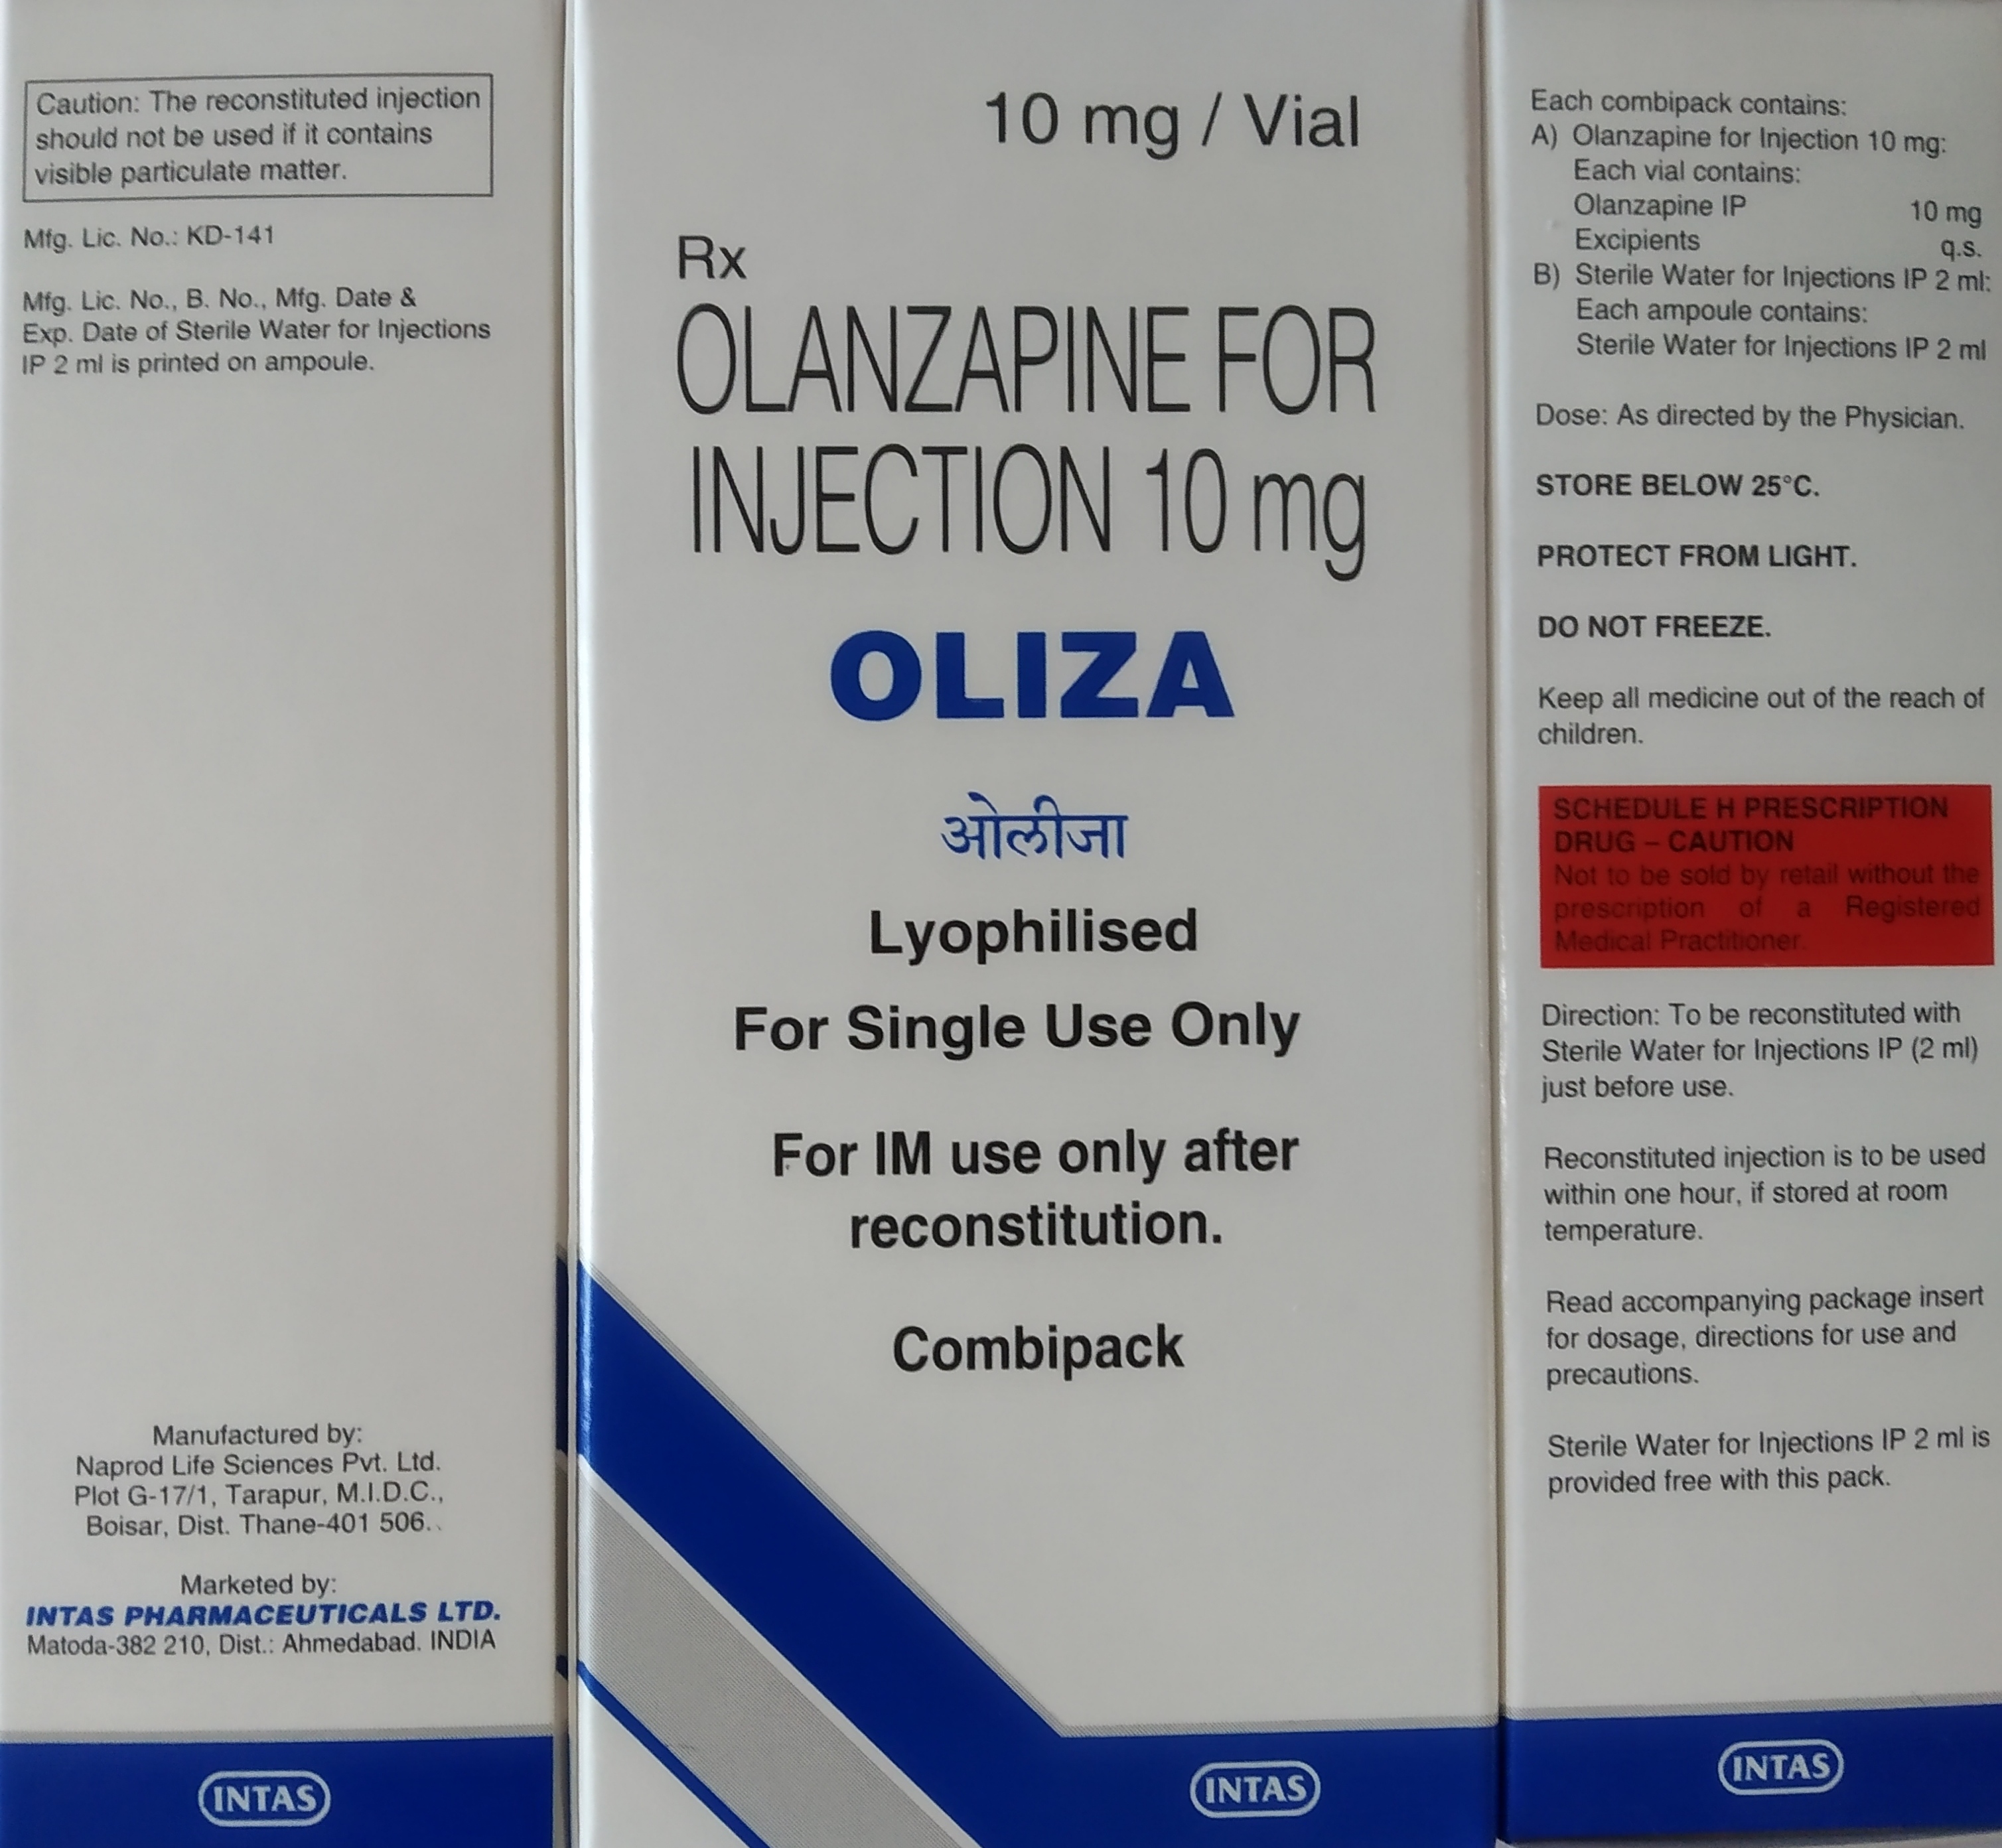 Caution: The reconstituted injection
should not be used if it contains
visible particulate matter.
Mfg. Lic. No.: KD-141
Mfg. Lic. No., B. No., Mfg. Date &
Exp. Date of Sterile Water for Injections
IP 2 ml is printed on ampoule.
Manufactured by:
Naprod Life Sciences Pvt. Ltd.
Plot G-17/1, Tarapur, M.I.D.C.,
Boisar, Dist. Thane-401 506.
Marketed by:
INTAS PHARMACEUTICALS LTD.
Matoda-382 210, Dist.: Ahmedabad. INDIA
INTAS
10 mg / Vial
Rx
OLANZAPINE FOR
INJECTION 10 mg
OLIZA
ओलीजा
Lyophilised
For Single Use Only
For IM use only after
reconstitution.
Combipack
INTAS
Each combipack contains:
A) Olanzapine for Injection 10 mg:
Each vial contains:
Olanzapine IP 10 mg
Excipients q.s.
B) Sterile Water for Injections IP 2 ml:
Each ampoule contains:
Sterile Water for Injections IP 2 ml
Dose: As directed by the Physician.
STORE BELOW 25°C.
PROTECT FROM LIGHT.
DO NOT FREEZE.
Keep all medicine out of the reach of
children.
SCHEDULE H PRESCRIPTION
DRUG – CAUTION
Not to be sold by retail without the
prescription of a Registered
Medical Practitioner.
Direction: To be reconstituted with
Sterile Water for Injections IP (2 ml)
just before use.
Reconstituted injection is to be used
within one hour, if stored at room
temperature.
Read accompanying package insert
for dosage, directions for use and
precautions.
Sterile Water for Injections IP 2 ml is
provided free with this pack.
INTAS